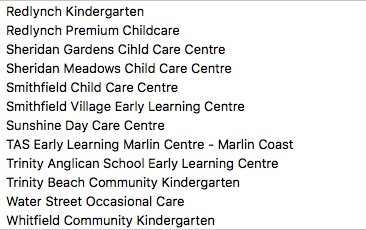 Redlynch Kindergarten
Redlynch Premium Childcare
Sheridan Gardens Cihld Care Centre
Sheridan Meadows Child Care Centre
Smithfield Child Care Centre
Smithfield Village Early Learning Centre
Sunshine Day Care Centre
TAS Early Learning Marlin Centre - Marlin Coast
Trinity Anglican School Early Learning Centre
Trinity Beach Community Kindergarten
Water Street Occasional Care
Whitfield Community Kindergarten